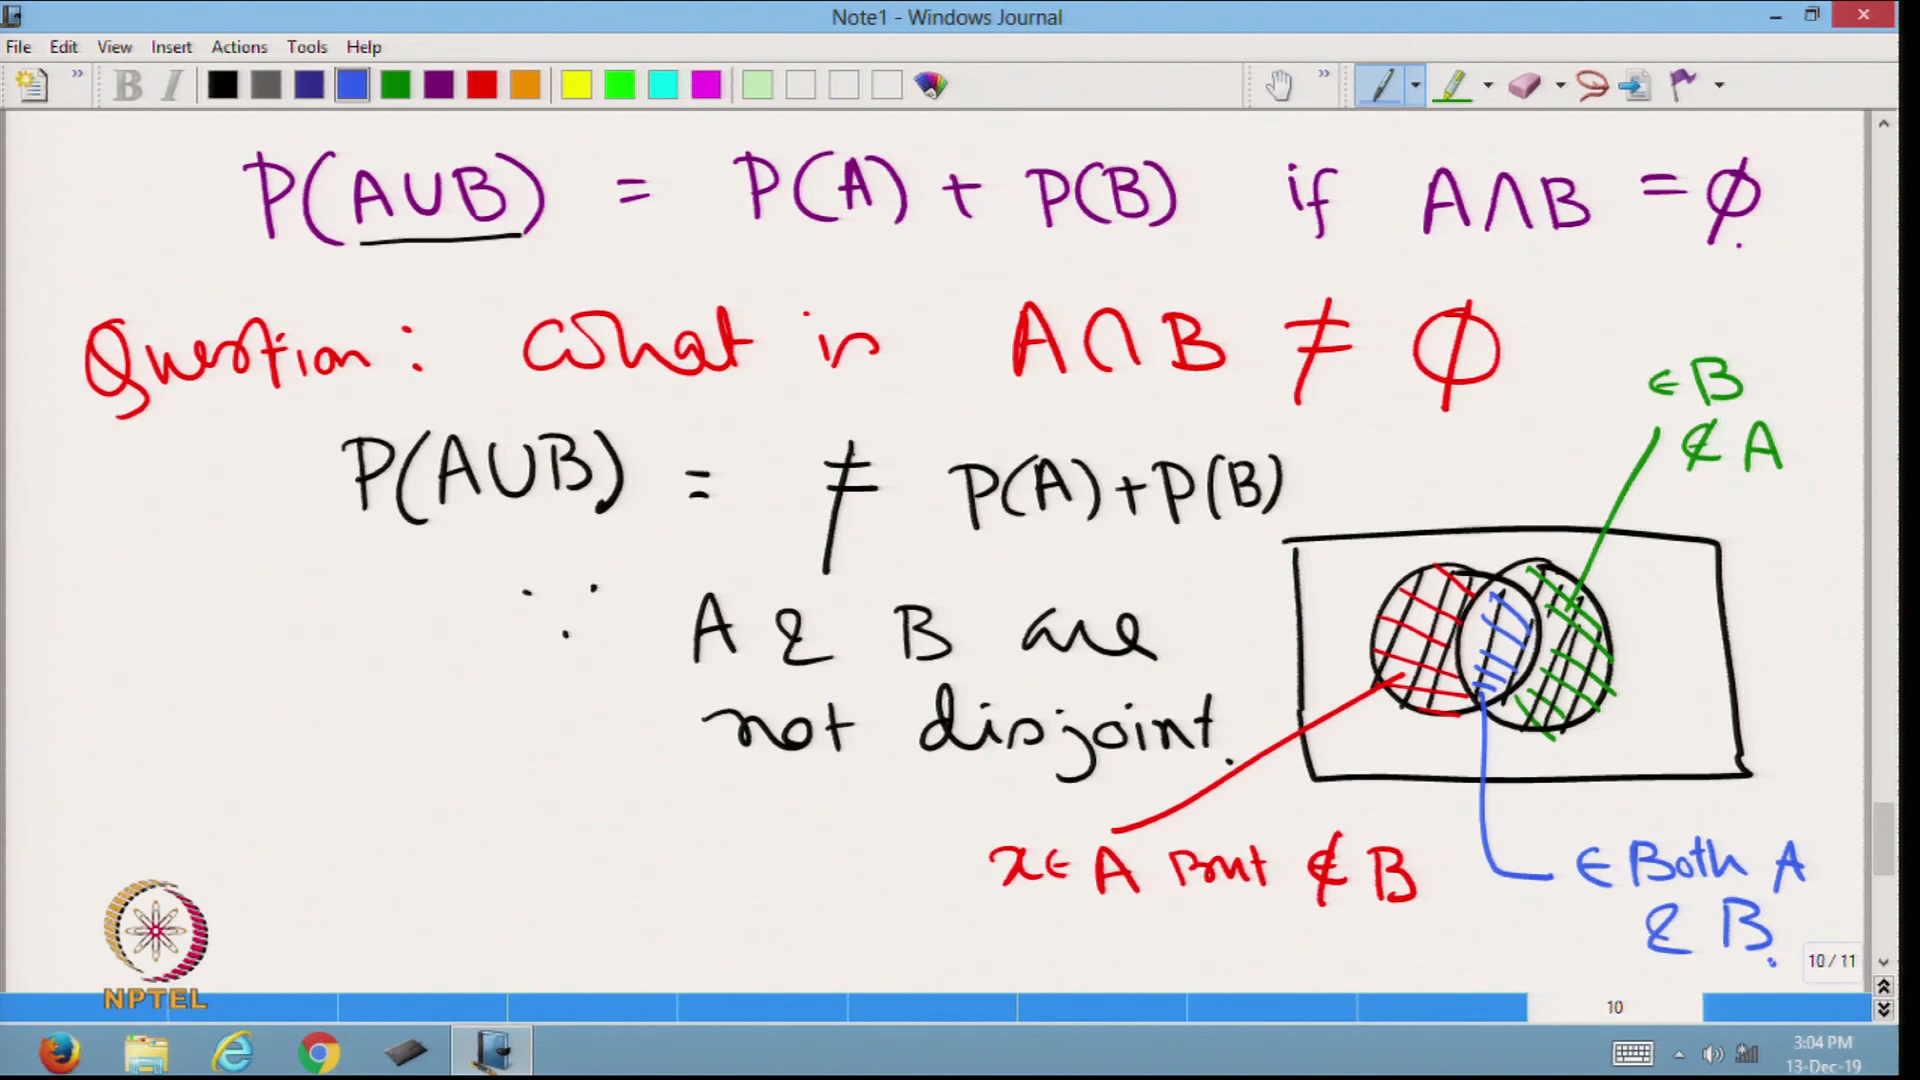 Note1 - Windows Journal
File Edit View Insert Actions Tools Help
B I
P(A∪B) = P(A) + P(B) if A∩B = ϕ.
Question: What is A∩B ≠ ϕ
P(A∪B) = ≠ P(A)+P(B)
∵ A & B are
not disjoint.
∈ B
∉ A
x ∈ A But ∉ B
∈ Both A
& B.
NPTEL
10 / 11
10
3:04 PM
13-Dec-19